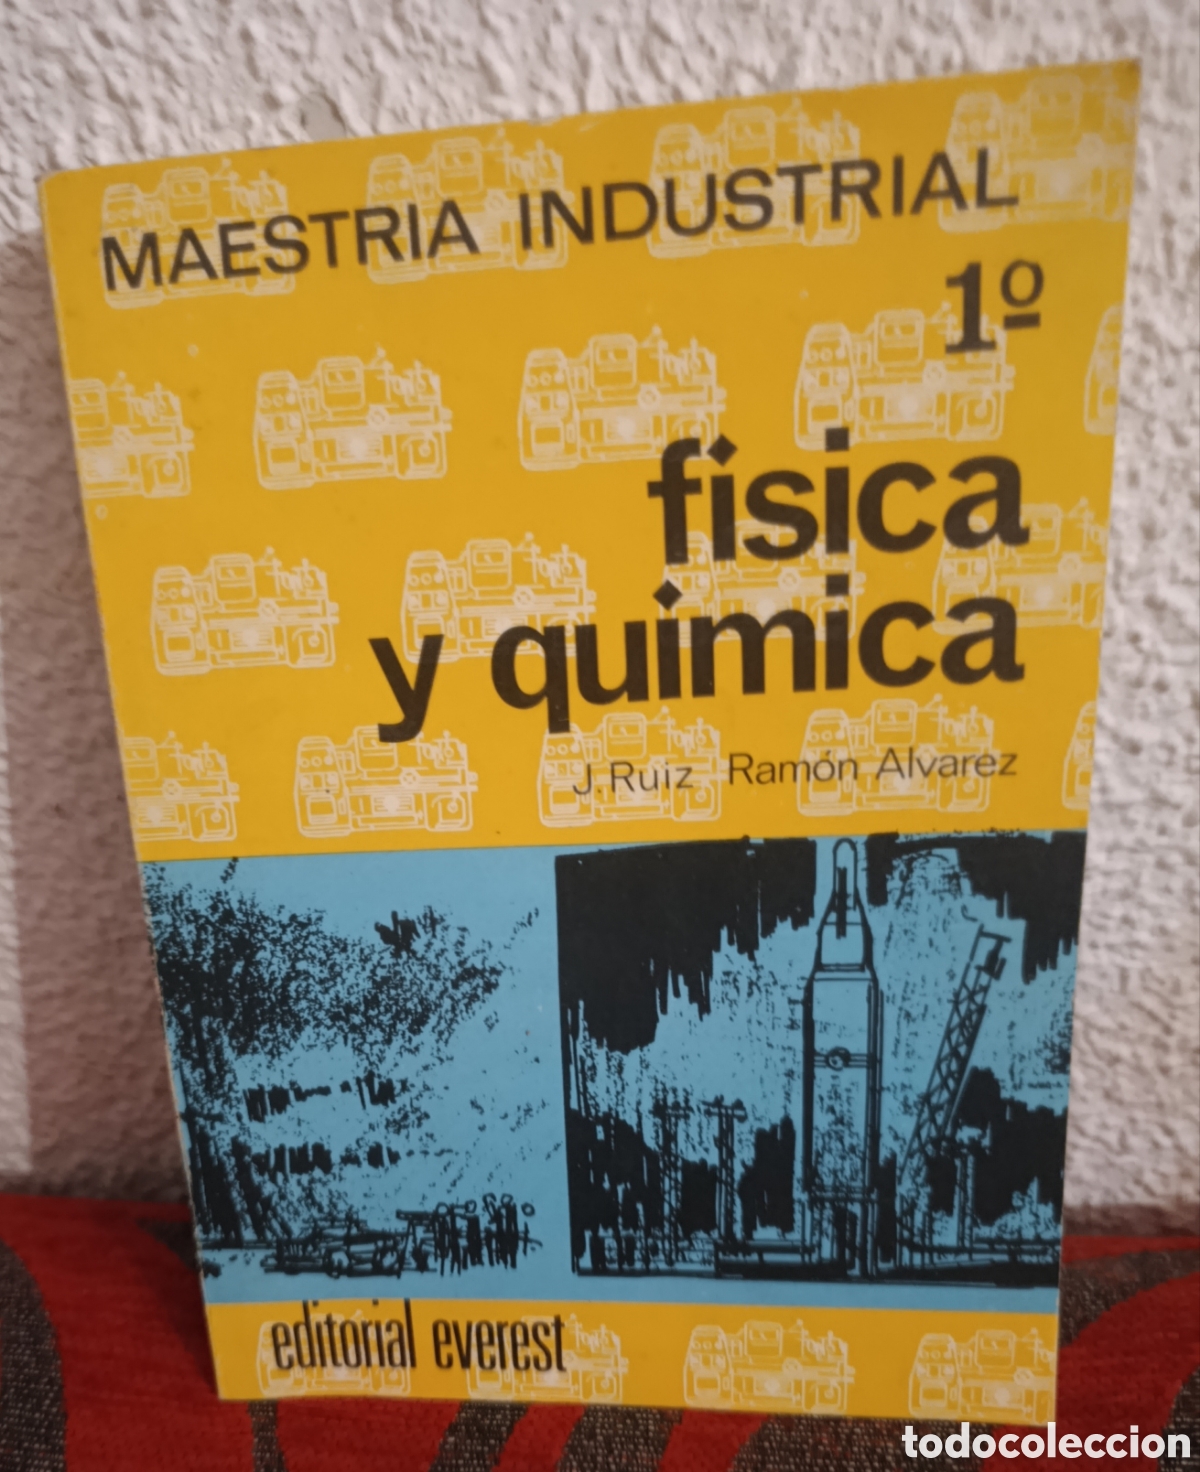 MAESTRIA INDUSTRIAL
1º
física
y química
J. Ruiz Ramón Alvarez
editorial everest
todocoleccion